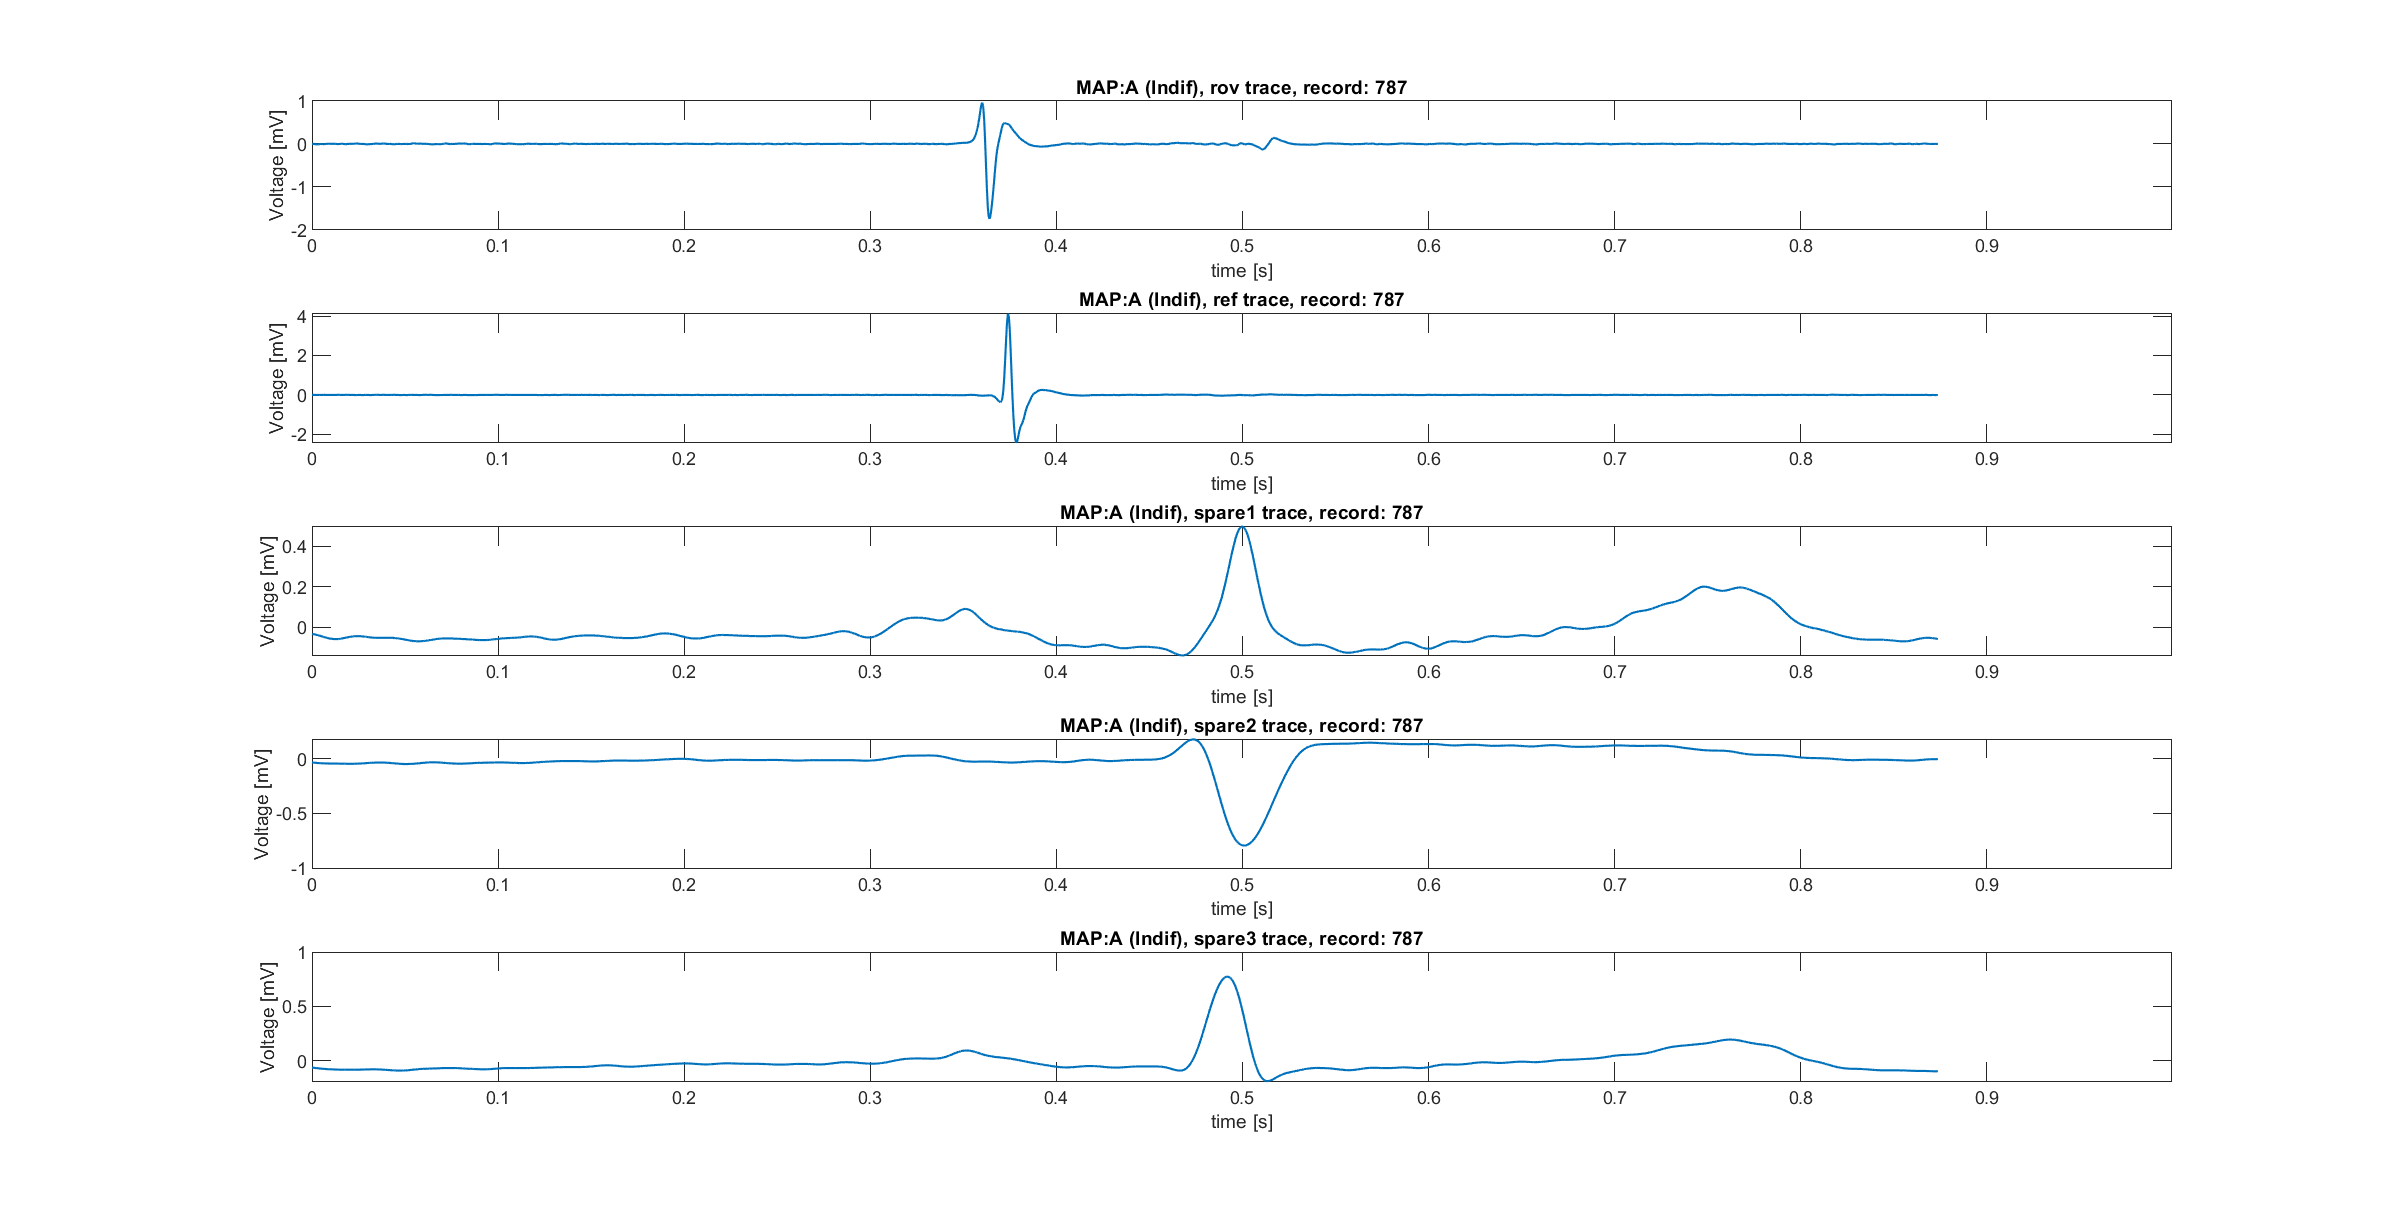 MAP:A (Indif), rov trace, record: 787
Voltage [mV]
1
0
-1
-2
0 0.1 0.2 0.3 0.4 0.5 0.6 0.7 0.8 0.9
time [s]
MAP:A (Indif), ref trace, record: 787
Voltage [mV]
4
2
0
-2
0 0.1 0.2 0.3 0.4 0.5 0.6 0.7 0.8 0.9
time [s]
MAP:A (Indif), spare1 trace, record: 787
Voltage [mV]
0.4
0.2
0
0 0.1 0.2 0.3 0.4 0.5 0.6 0.7 0.8 0.9
time [s]
MAP:A (Indif), spare2 trace, record: 787
Voltage [mV]
0
-0.5
-1
0 0.1 0.2 0.3 0.4 0.5 0.6 0.7 0.8 0.9
time [s]
MAP:A (Indif), spare3 trace, record: 787
Voltage [mV]
1
0.5
0
0 0.1 0.2 0.3 0.4 0.5 0.6 0.7 0.8 0.9
time [s]